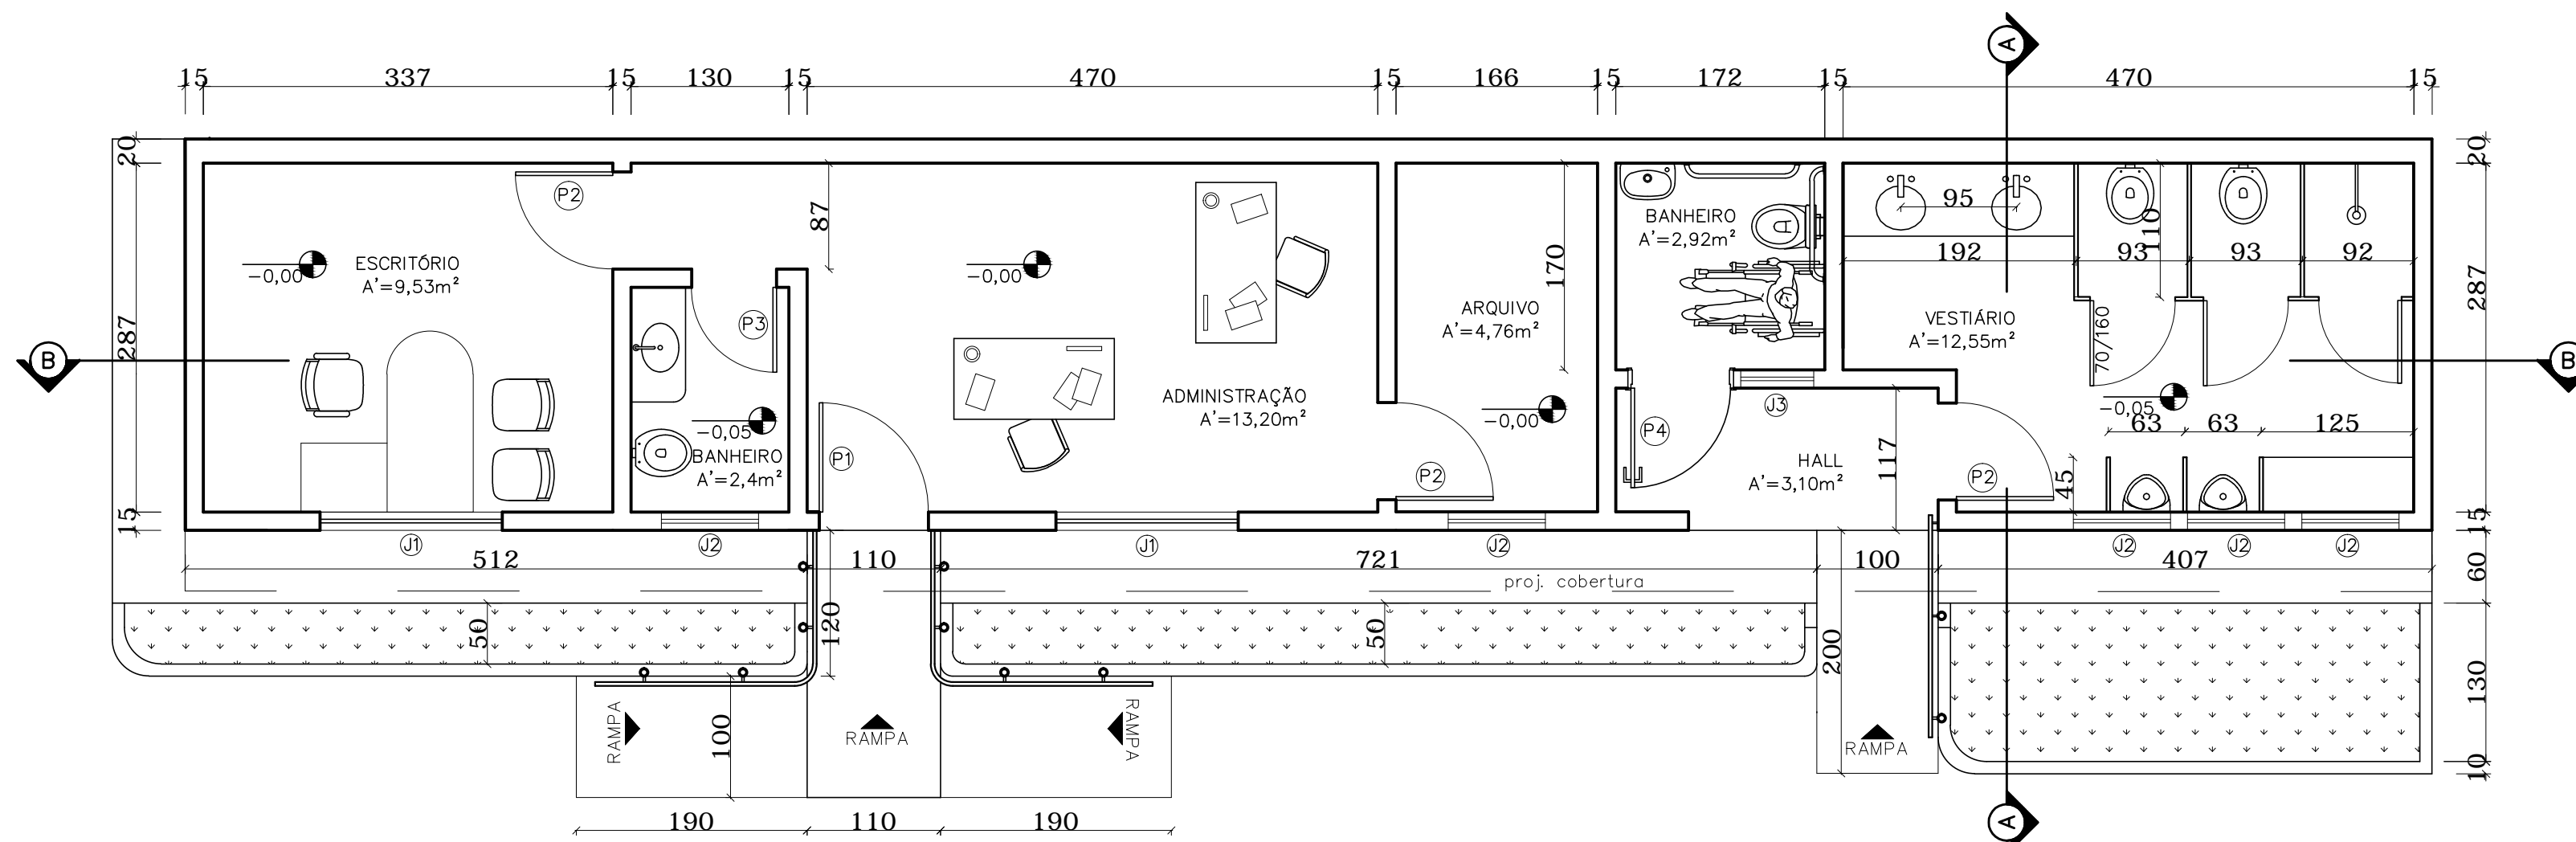 A
15 337 15 130 15 470 15 166 15 172 15 470 15
20
20
P2
87
95
110
BANHEIRO
A'=2,92m²
192 93 93 92
ESCRITÓRIO
A'=9,53m²
-0,00
-0,00
170
287
287
ARQUIVO
A'=4,76m²
VESTIÁRIO
A'=12,55m²
P3
70/160
B
B
ADMINISTRAÇÃO
A'=13,20m²
J3
-0,05
-0,00
-0,05
63 63 125
P4
BANHEIRO
A'=2,4m²
P1
HALL
A'=3,10m²
117
P2
P2
45
15
15
J1
J2
J1
J2
J2
J2
J2
512 110 721 100 407
60
proj. cobertura
50
120
50
200
130
RAMPA
100
RAMPA
RAMPA
RAMPA
10
190 110 190
A